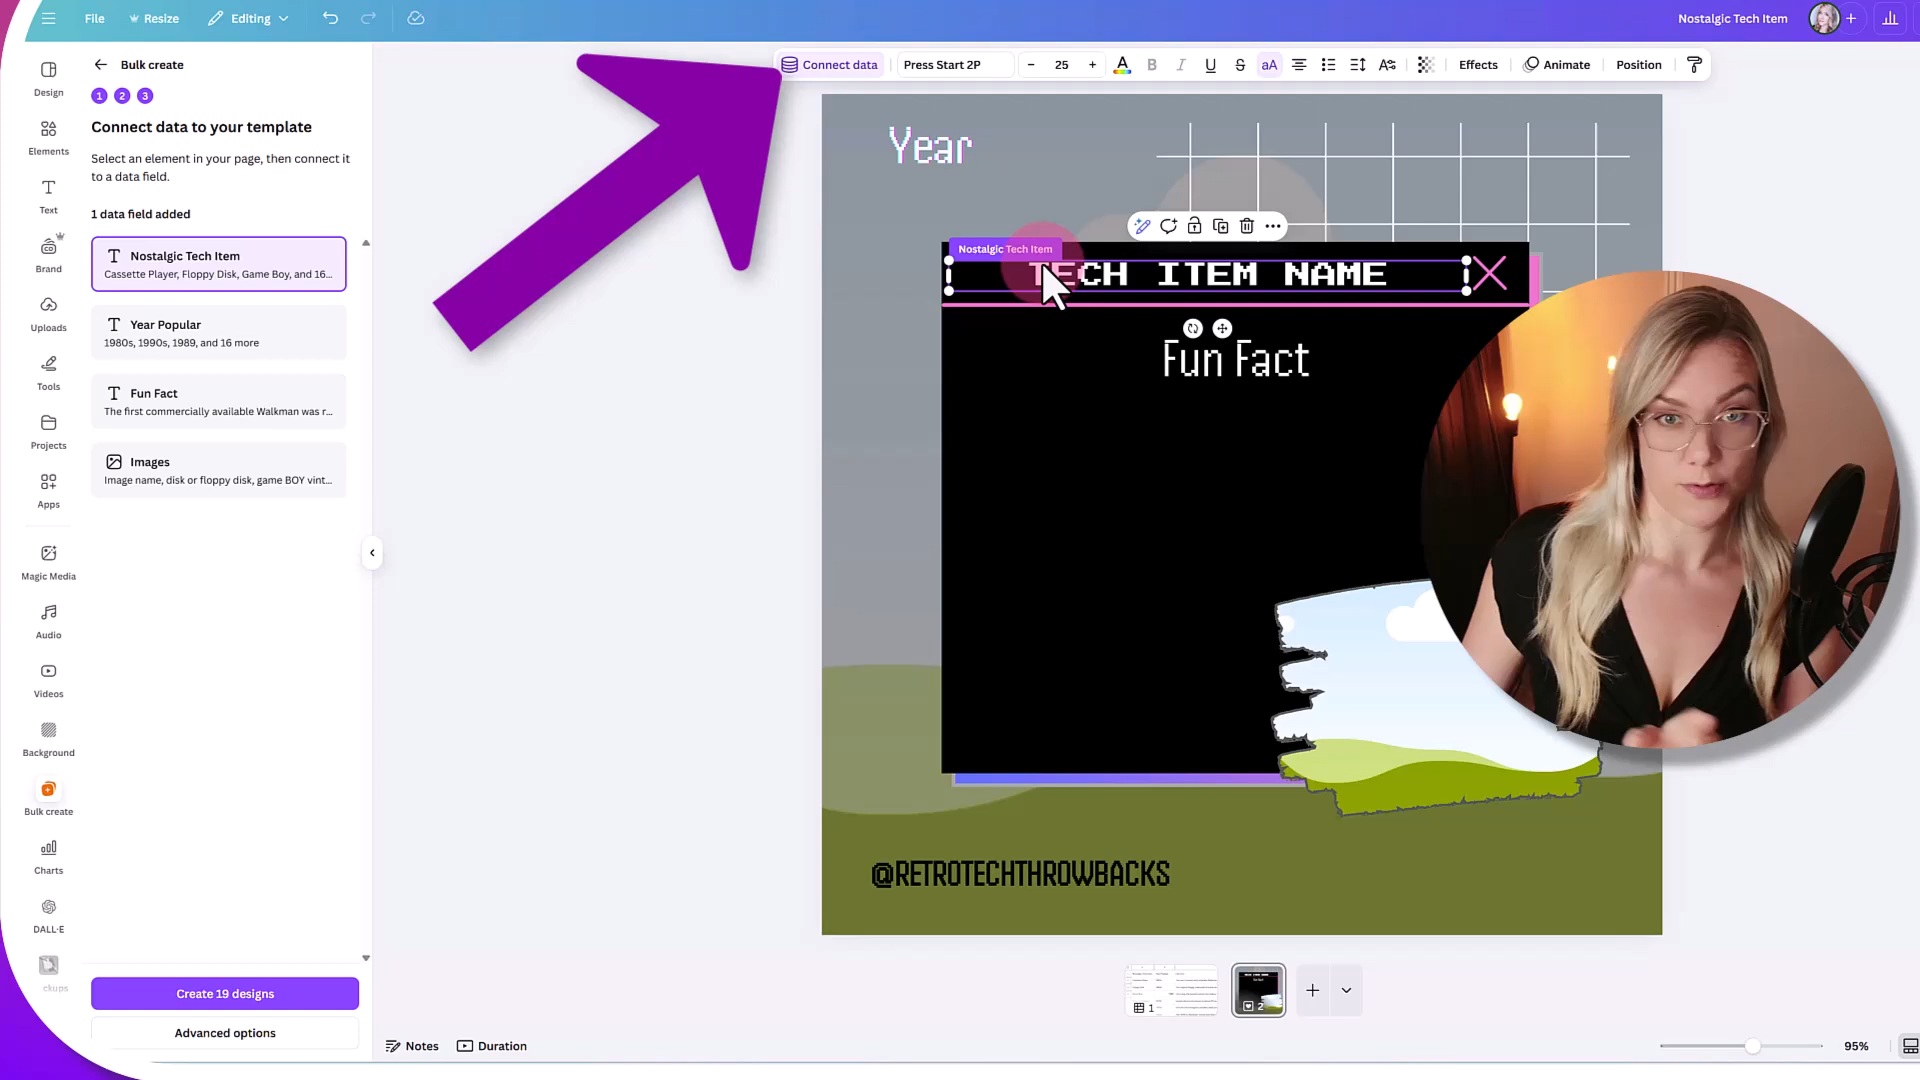 File
Resize
Editing
Nostalgic Tech Item
Bulk create
1 2 3
Connect data to your template
Select an element in your page, then connect it
to a data field.
1 data field added
Nostalgic Tech Item
Cassette Player, Floppy Disk, Game Boy, and 16...
Year Popular
1980s, 1990s, 1989, and 16 more
Fun Fact
The first commercially available Walkman was r...
Images
Image name, disk or floppy disk, game BOY vint...
Create 19 designs
Advanced options
Design
Elements
Text
Brand
Uploads
Tools
Projects
Apps
Magic Media
Audio
Videos
Background
Bulk create
Charts
DALL·E
ckups
Connect data
Press Start 2P
− 25 +
A B I U S aA
Effects
Animate
Position
Year
Nostalgic Tech Item
TECH ITEM NAME
Fun Fact
@RETROTECHTHROWBACKS
1
2
Notes
Duration
95%